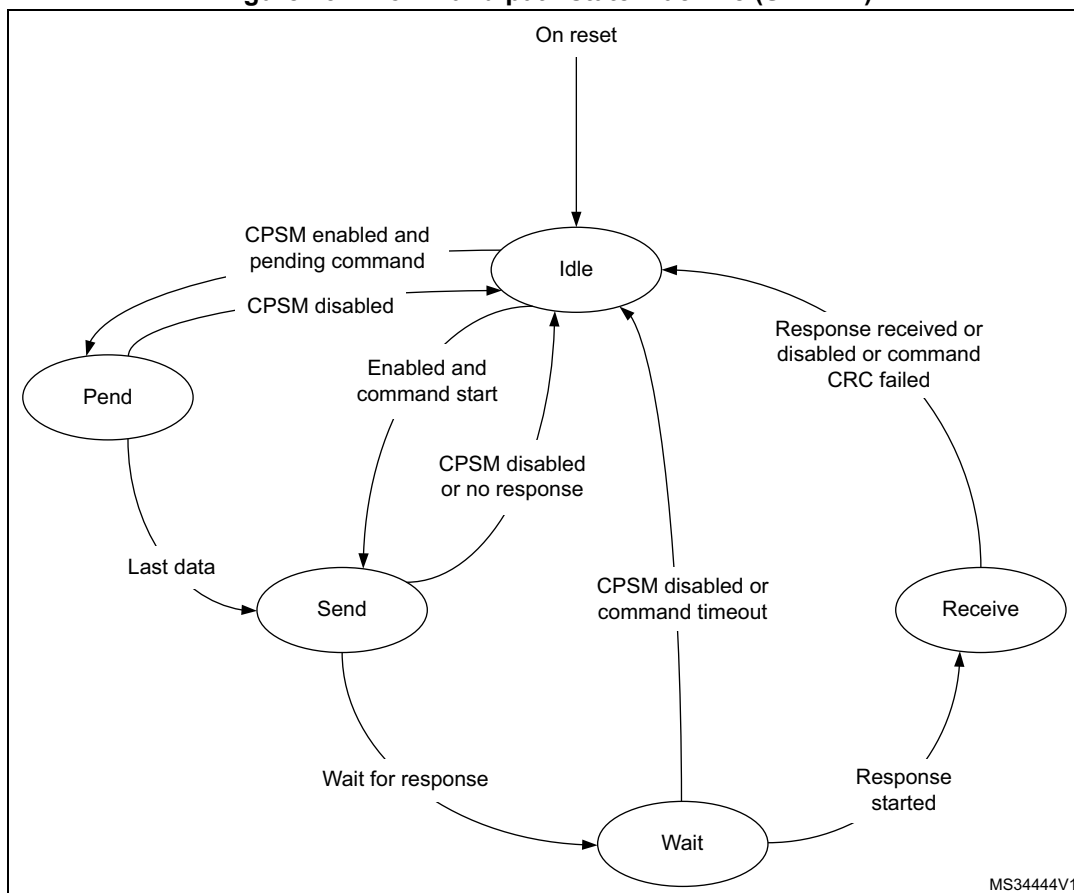 On reset
CPSM enabled and
pending command
Idle
CPSM disabled
Response received or
disabled or command
CRC failed
Enabled and
command start
Pend
CPSM disabled
or no response
Last data
CPSM disabled or
command timeout
Send
Receive
Wait for response
Response
started
Wait
MS34444V1